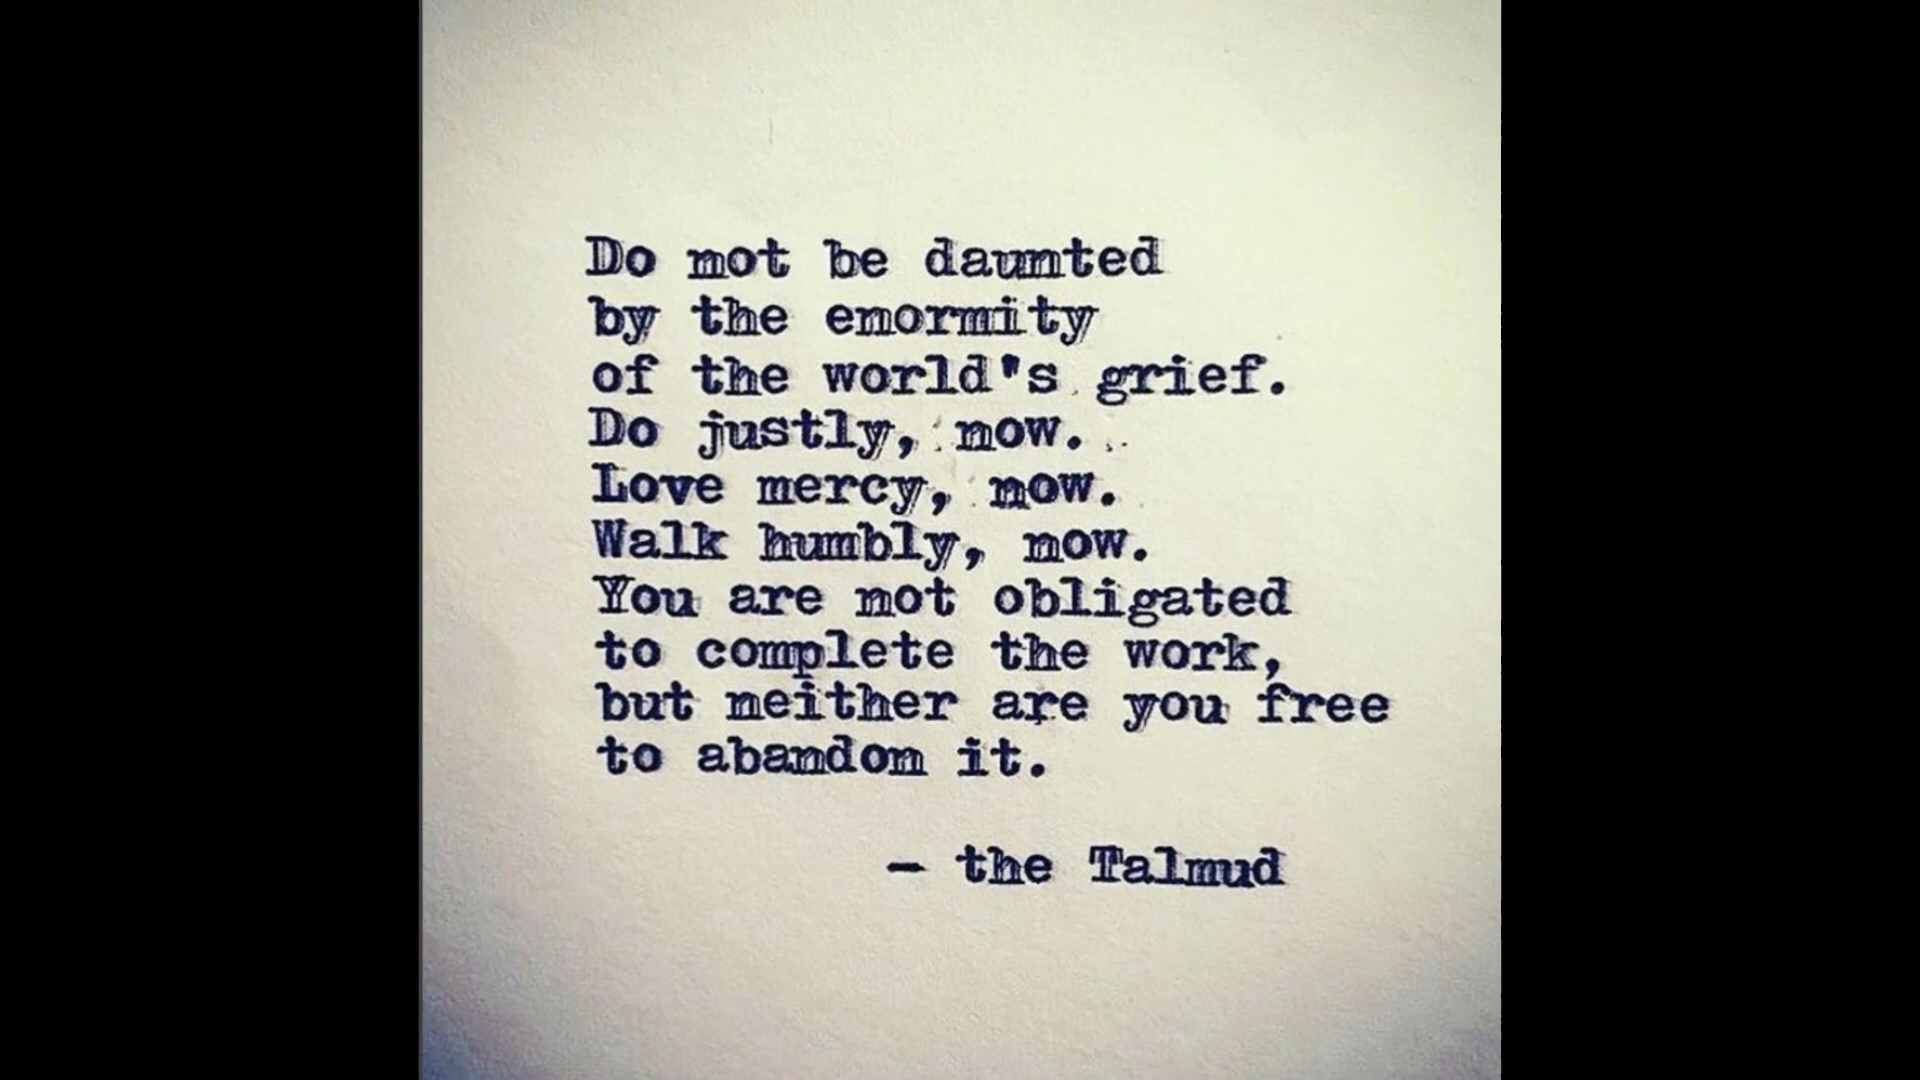 Do not be daunted
by the enormity
of the world's grief.
Do justly, now.
Love mercy, now.
Walk humbly, now.
You are not obligated
to complete the work,
but neither are you free
to abandon it.
- the Talmud